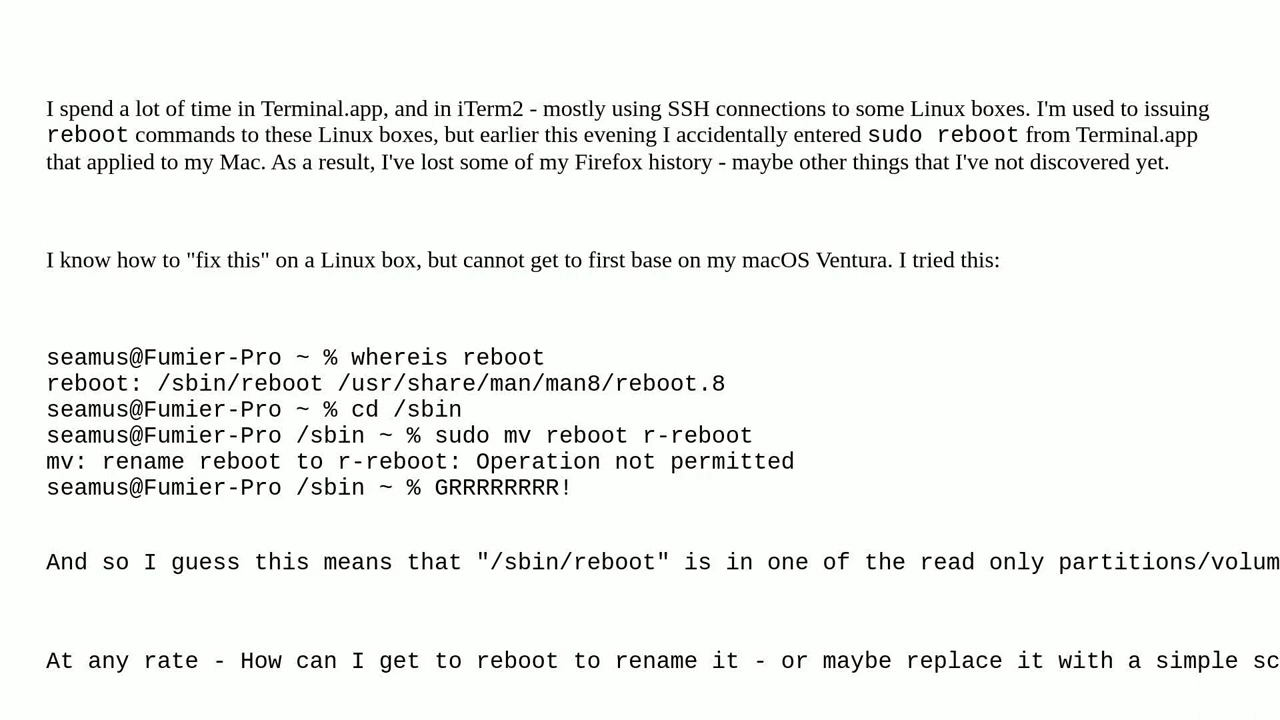 I spend a lot of time in Terminal.app, and in iTerm2 - mostly using SSH connections to some Linux boxes. I'm used to issuing
reboot commands to these Linux boxes, but earlier this evening I accidentally entered sudo reboot from Terminal.app
that applied to my Mac. As a result, I've lost some of my Firefox history - maybe other things that I've not discovered yet.
I know how to "fix this" on a Linux box, but cannot get to first base on my macOS Ventura. I tried this:
seamus@Fumier-Pro ~ % whereis reboot
reboot: /sbin/reboot /usr/share/man/man8/reboot.8
seamus@Fumier-Pro ~ % cd /sbin
seamus@Fumier-Pro /sbin ~ % sudo mv reboot r-reboot
mv: rename reboot to r-reboot: Operation not permitted
seamus@Fumier-Pro /sbin ~ % GRRRRRRRR!
And so I guess this means that "/sbin/reboot" is in one of the read only partitions/volum
At any rate - How can I get to reboot to rename it - or maybe replace it with a simple sc